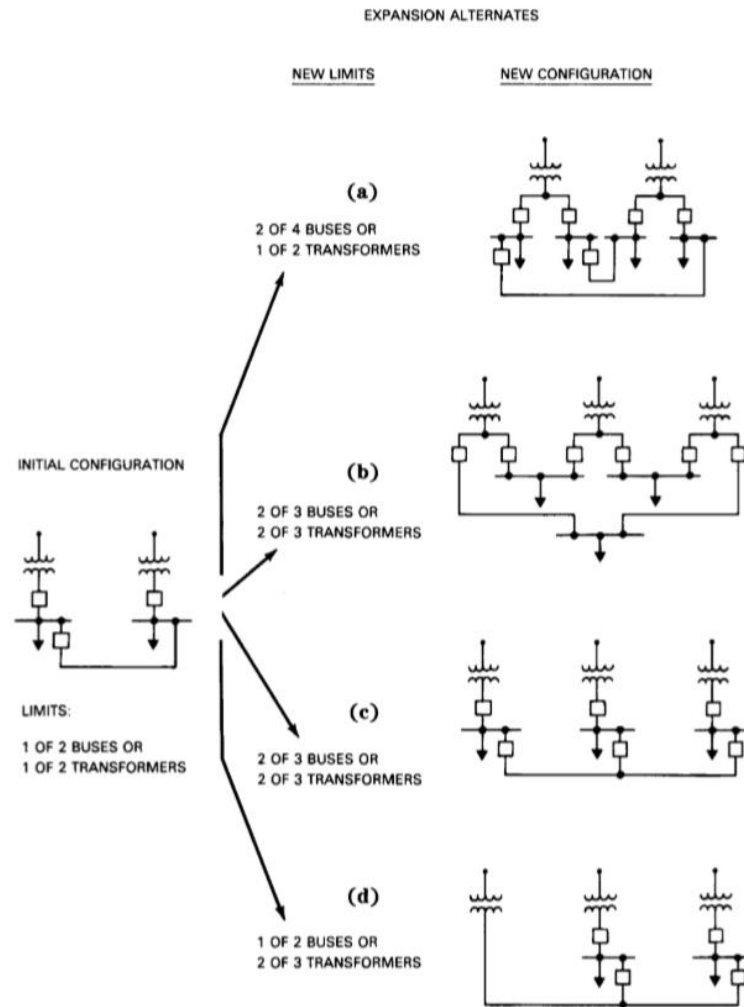 EXPANSION ALTERNATES
NEW LIMITS
NEW CONFIGURATION
(a)
2 OF 4 BUSES OR
1 OF 2 TRANSFORMERS
INITIAL CONFIGURATION
(b)
2 OF 3 BUSES OR
2 OF 3 TRANSFORMERS
LIMITS:
1 OF 2 BUSES OR
1 OF 2 TRANSFORMERS
(c)
2 OF 3 BUSES OR
2 OF 3 TRANSFORMERS
(d)
1 OF 2 BUSES OR
2 OF 3 TRANSFORMERS